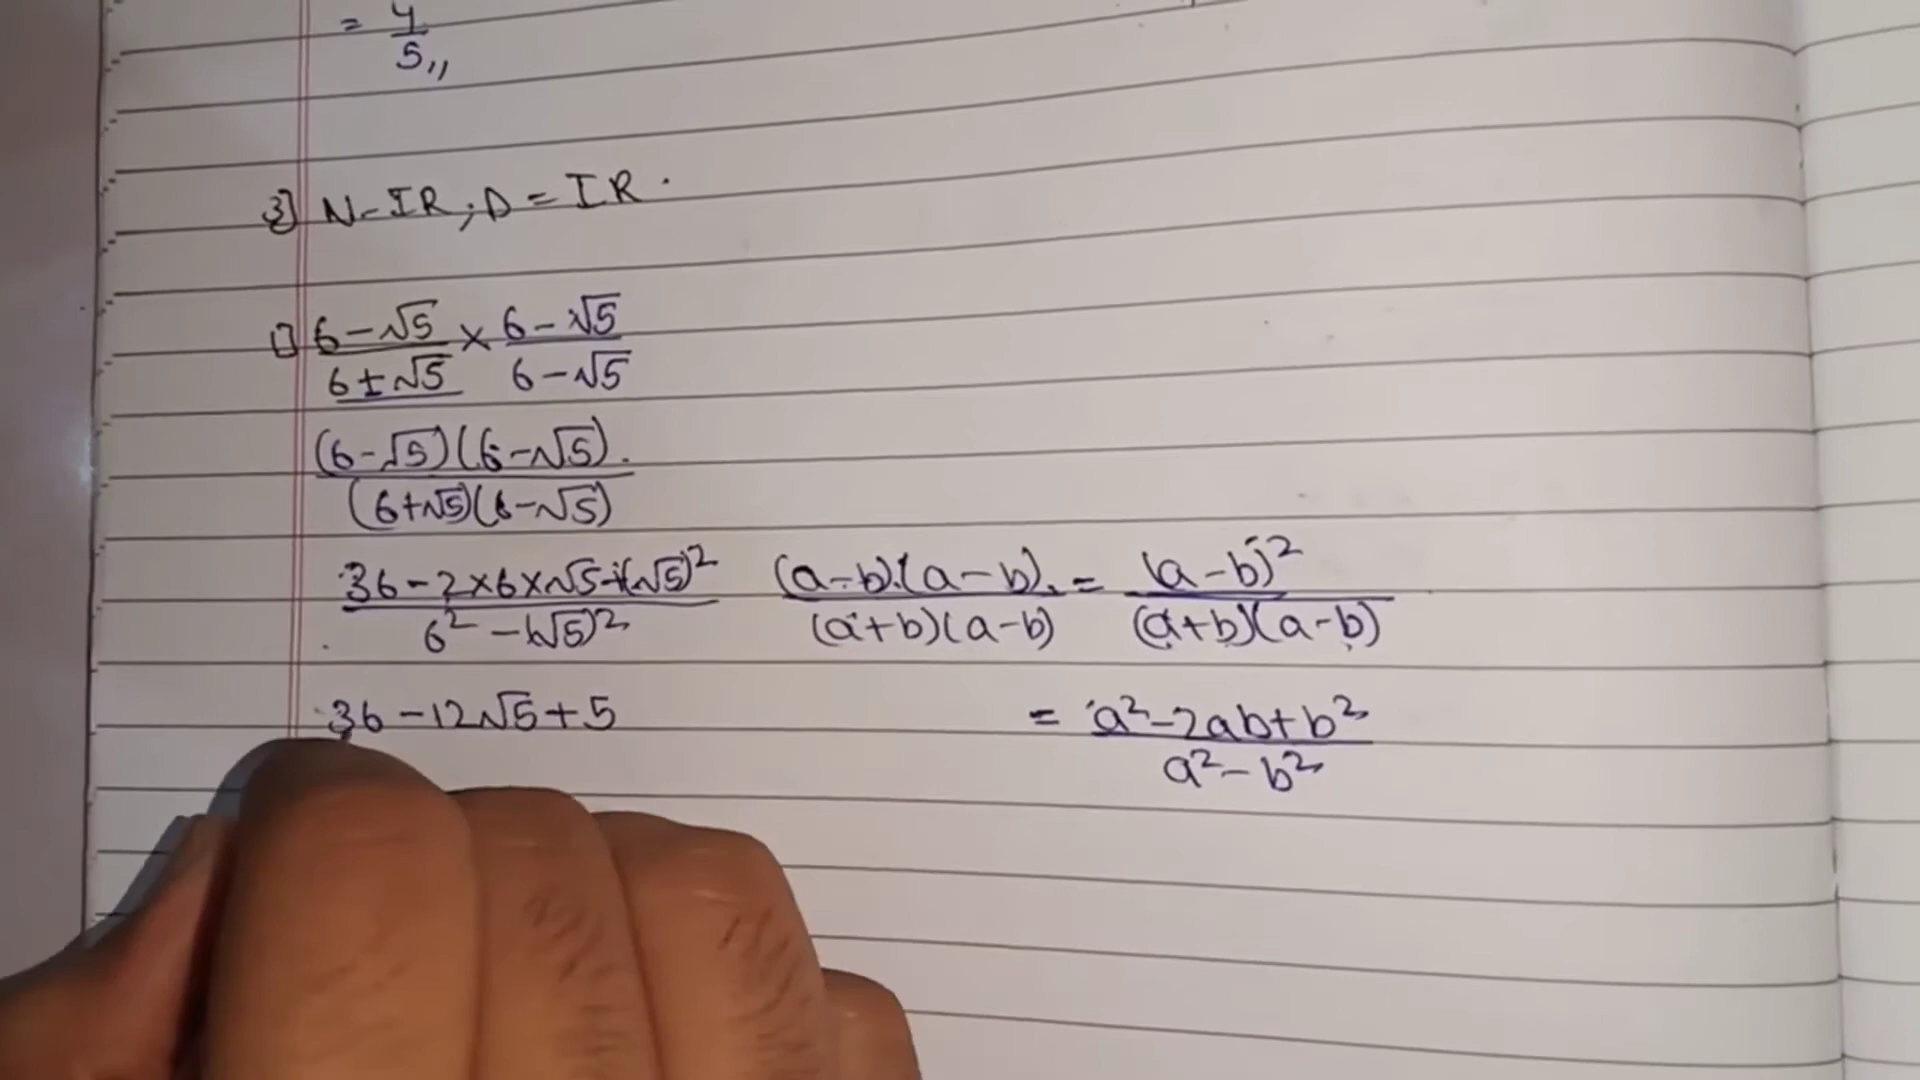 = 4/5 ,,
3] N-IR, D = IR.
1] 6-√5/6+√5 × 6-√5/6-√5
(6-√5)(6-√5)./(6+√5)(6-√5)
36-2×6×√5+(√5)²/6²-(√5)² (a-b).(a-b). /(a+b)(a-b) = (a-b)²/(a+b)(a-b)
36-12√5+5 = a²-2ab+b²/a²-b²